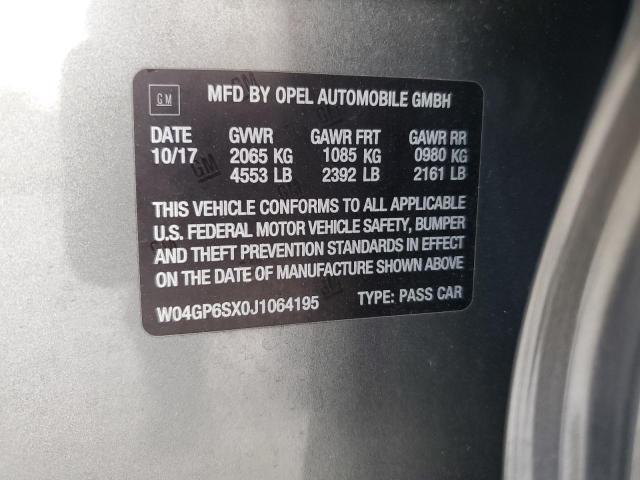 GM MFD BY OPEL AUTOMOBILE GMBH
DATE GVWR GAWR FRT GAWR RR
10/17 2065 KG 1085 KG 0980 KG
4553 LB 2392 LB 2161 LB
THIS VEHICLE CONFORMS TO ALL APPLICABLE
U.S. FEDERAL MOTOR VEHICLE SAFETY, BUMPER
AND THEFT PREVENTION STANDARDS IN EFFECT
ON THE DATE OF MANUFACTURE SHOWN ABOVE
W04GP6SX0J1064195 TYPE: PASS CAR